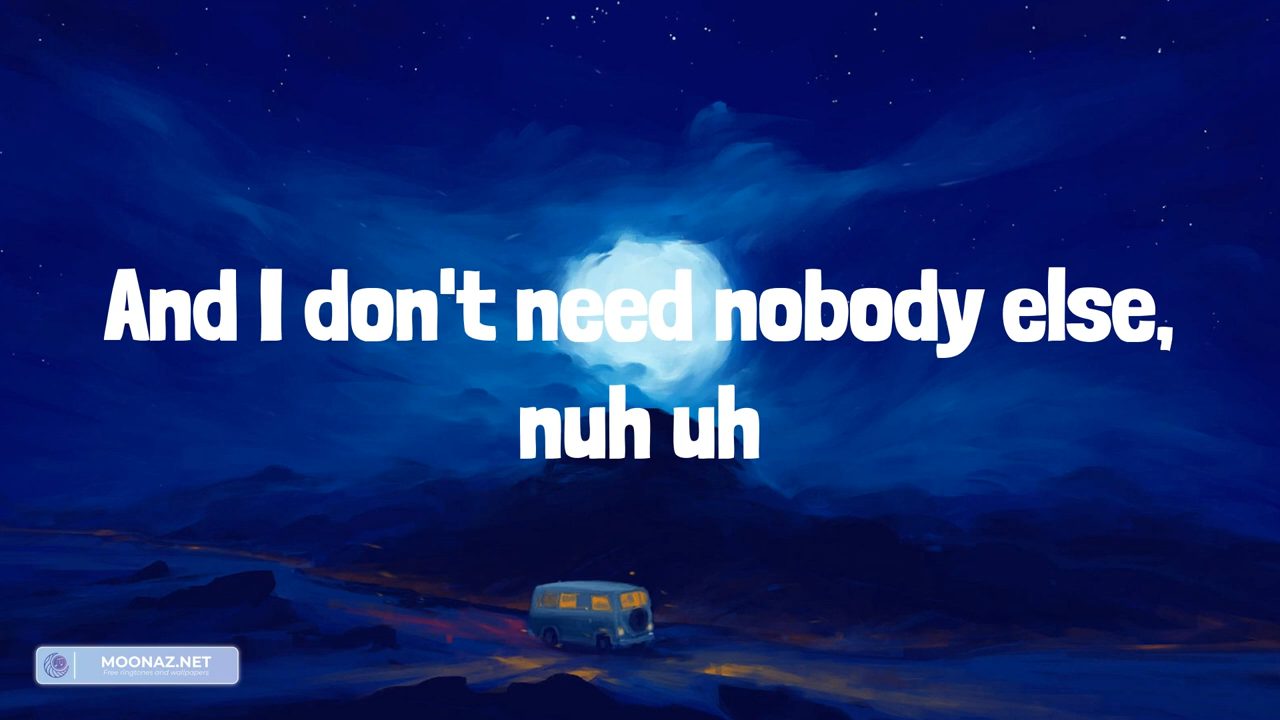 And I don't need nobody else,
nuh uh
MOONAZ.NET
Free ringtones and wallpapers